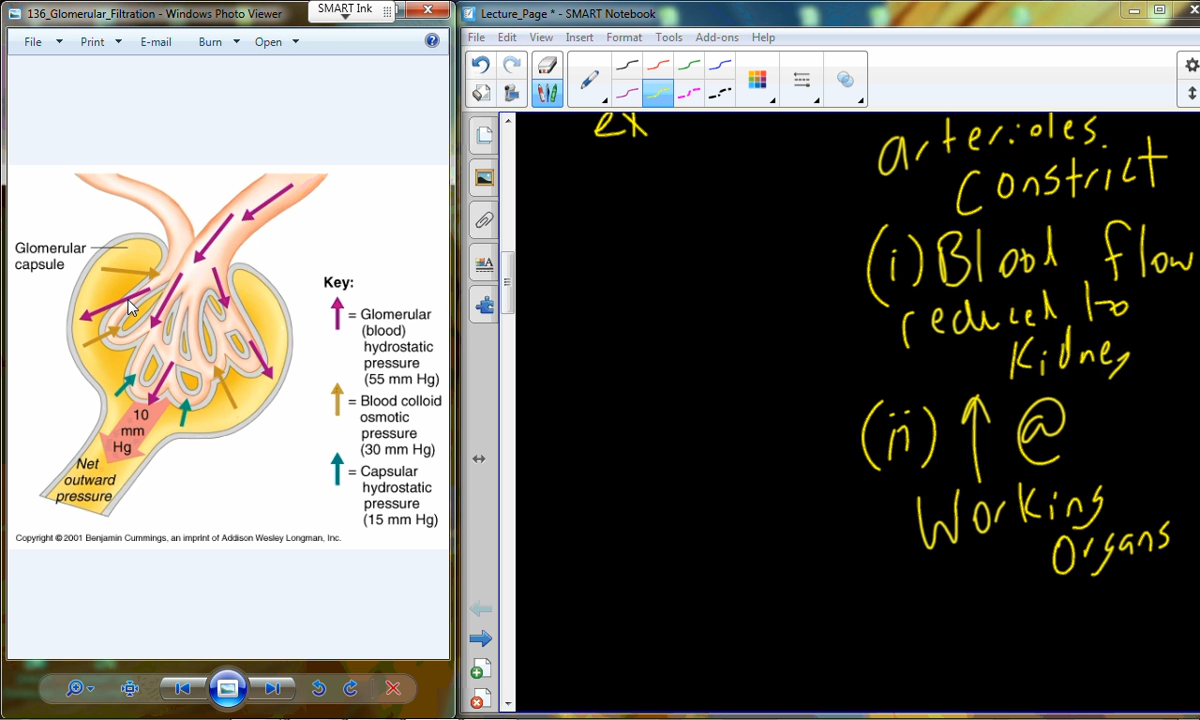 136_Glomerular_Filtration - Windows Photo Viewer
SMART Ink
File Print E-mail Burn Open
Glomerular
capsule
Key:
= Glomerular
(blood)
hydrostatic
pressure
(55 mm Hg)
= Blood colloid
osmotic
pressure
(30 mm Hg)
= Capsular
hydrostatic
pressure
(15 mm Hg)
10
mm
Hg
Net
outward
pressure
Copyright © 2001 Benjamin Cummings, an imprint of Addison Wesley Longman, Inc.
Lecture_Page * - SMART Notebook
File Edit View Insert Format Tools Add-ons Help
ex
arterioles.
Constrict
(i) Blood flow
reduced to
Kidney
(ii) ↑ @
Working
Organs